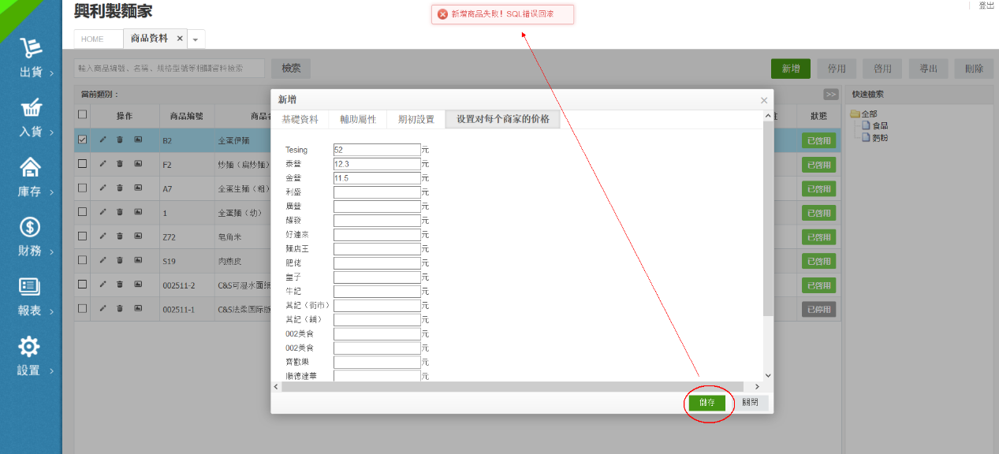 興利製麵家
新增商品失敗！SQL错误回滚
登出
HOME
商品資料 ×
輸入商品編號、名稱、規格型號等相關資料檢索
檢索
新增
停用
啓用
導出
刪除
當前類別：
>>
快速檢索
操作
商品編號
狀態
B2
全蛋伊麵
已啓用
F2
炒麵（扁炒麵）
已啓用
A7
全蛋生麵（粗）
已啓用
1
全蛋麵（幼）
已啓用
Z72
皂角米
已啓用
S19
肉燕皮
已啓用
002511-2
C&S可湿水面纸
已啓用
002511-1
C&S法柔国际版
已停用
全部
食品
麪粉
出貨
入貨
庫存
財務
報表
設置
新增 ×
基礎資料
輔助屬性
期初設置
设置对每个商家的价格
Tesing 52 元
泰豐 12.3 元
金豐 11.5 元
利盛 元
廣豐 元
耀發 元
好連來 元
麵店王 元
肥佬 元
皇子 元
牛記 元
其記（街市） 元
其記（鋪） 元
002美食 元
002美食 元
齊歡樂 元
順德建華 元
儲存
關閉